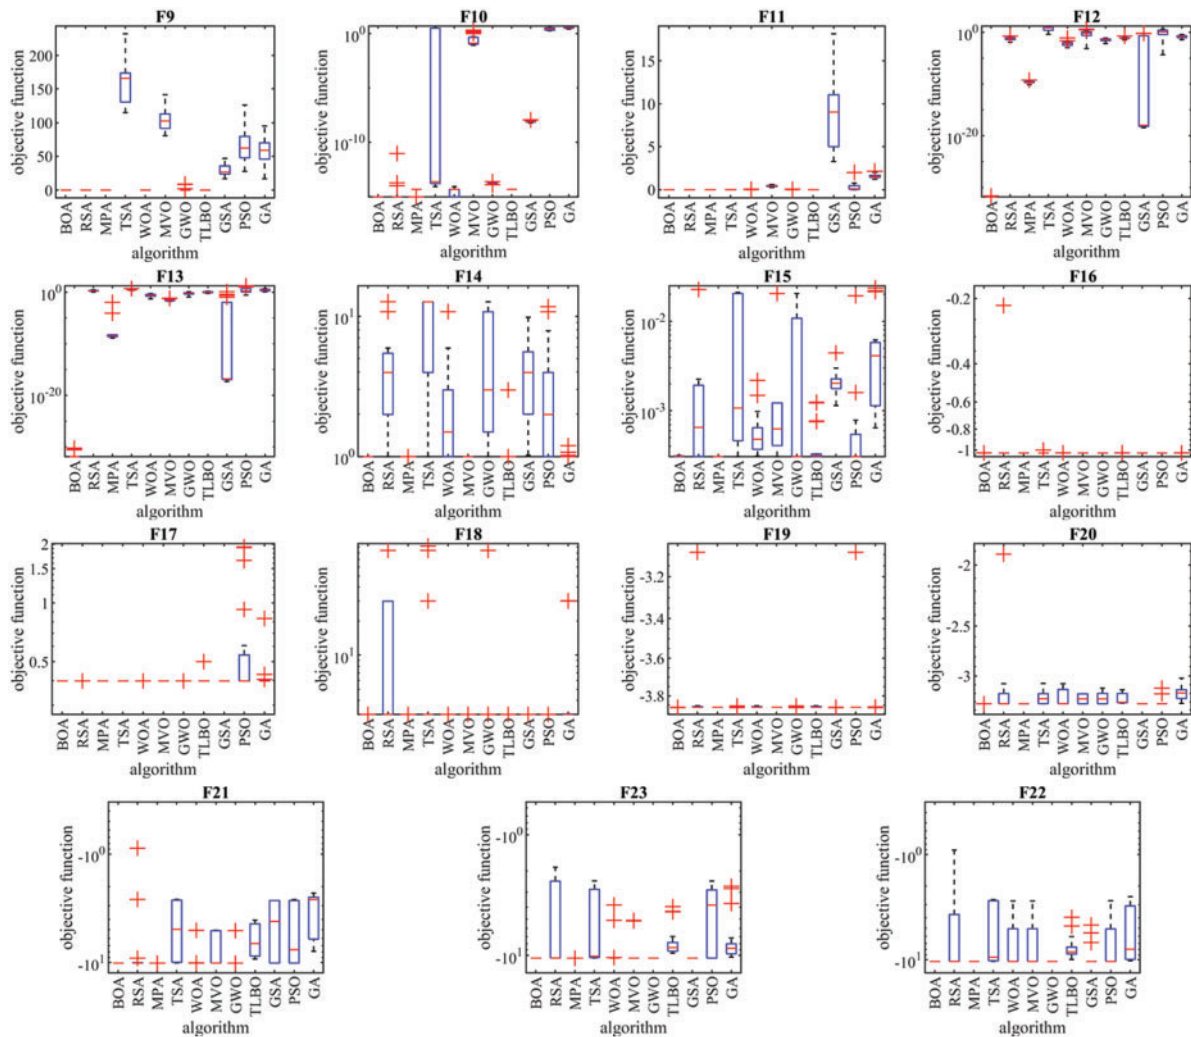 F9
objective function
200
150
100
50
0
BOA
RSA
MPA
TSA
WOA
MVO
GWO
TLBO
GSA
PSO
GA
algorithm
F10
objective function
10^0
10^-10
BOA
RSA
MPA
TSA
WOA
MVO
GWO
TLBO
GSA
PSO
GA
algorithm
F11
objective function
15
10
5
0
BOA
RSA
MPA
TSA
WOA
MVO
GWO
TLBO
GSA
PSO
GA
algorithm
F12
objective function
10^0
10^-20
BOA
RSA
MPA
TSA
WOA
MVO
GWO
TLBO
GSA
PSO
GA
algorithm
F13
objective function
10^0
10^-20
BOA
RSA
MPA
TSA
WOA
MVO
GWO
TLBO
GSA
PSO
GA
algorithm
F14
objective function
10^1
10^0
BOA
RSA
MPA
TSA
WOA
MVO
GWO
TLBO
GSA
PSO
GA
algorithm
F15
objective function
10^-2
10^-3
BOA
RSA
MPA
TSA
WOA
MVO
GWO
TLBO
GSA
PSO
GA
algorithm
F16
objective function
-0.2
-0.4
-0.6
-0.8
-1
BOA
RSA
MPA
TSA
WOA
MVO
GWO
TLBO
GSA
PSO
GA
algorithm
F17
objective function
2
1.5
1
0.5
BOA
RSA
MPA
TSA
WOA
MVO
GWO
TLBO
GSA
PSO
GA
algorithm
F18
objective function
10^1
BOA
RSA
MPA
TSA
WOA
MVO
GWO
TLBO
GSA
PSO
GA
algorithm
F19
objective function
-3.2
-3.4
-3.6
-3.8
BOA
RSA
MPA
TSA
WOA
MVO
GWO
TLBO
GSA
PSO
GA
algorithm
F20
objective function
-2
-2.5
-3
BOA
RSA
MPA
TSA
WOA
MVO
GWO
TLBO
GSA
PSO
GA
algorithm
F21
objective function
-10^0
-10^1
BOA
RSA
MPA
TSA
WOA
MVO
GWO
TLBO
GSA
PSO
GA
algorithm
F23
objective function
-10^0
-10^1
BOA
RSA
MPA
TSA
WOA
MVO
GWO
TLBO
GSA
PSO
GA
algorithm
F22
objective function
-10^0
-10^1
BOA
RSA
MPA
TSA
WOA
MVO
GWO
TLBO
GSA
PSO
GA
algorithm